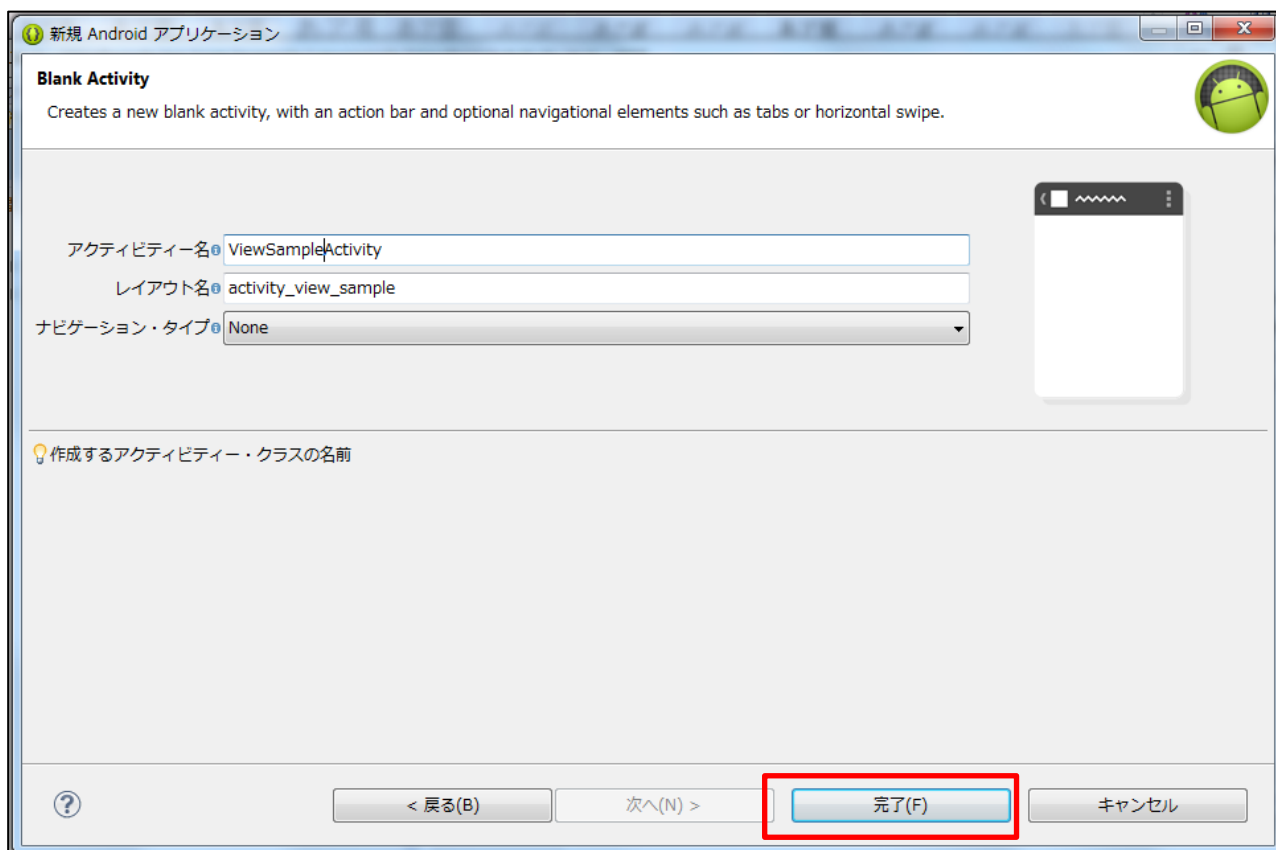 新規 Android アプリケーション
Blank Activity
Creates a new blank activity, with an action bar and optional navigational elements such as tabs or horizontal swipe.
アクティビティー名 ViewSampleActivity
レイアウト名 activity_view_sample
ナビゲーション・タイプ None
作成するアクティビティー・クラスの名前
< 戻る(B) 次へ(N) > 完了(F) キャンセル